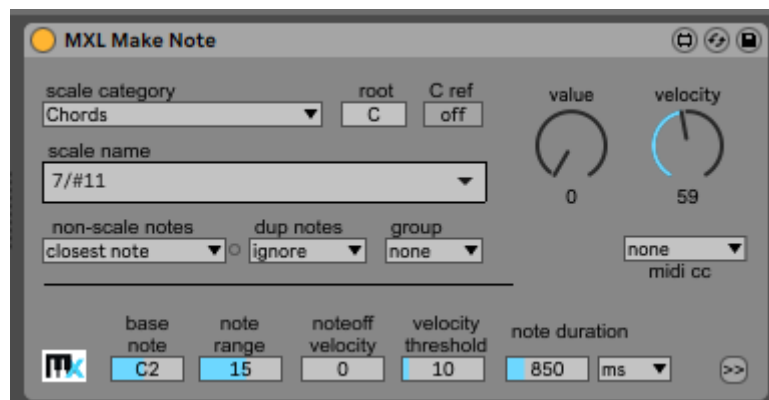 MXL Make Note
scale category root C ref value velocity
Chords C off
scale name
7/#11
0 59
non-scale notes dup notes group
closest note ignore none none
midi cc
base note note range noteoff velocity velocity threshold note duration
mx C2 15 0 10 850 ms >>